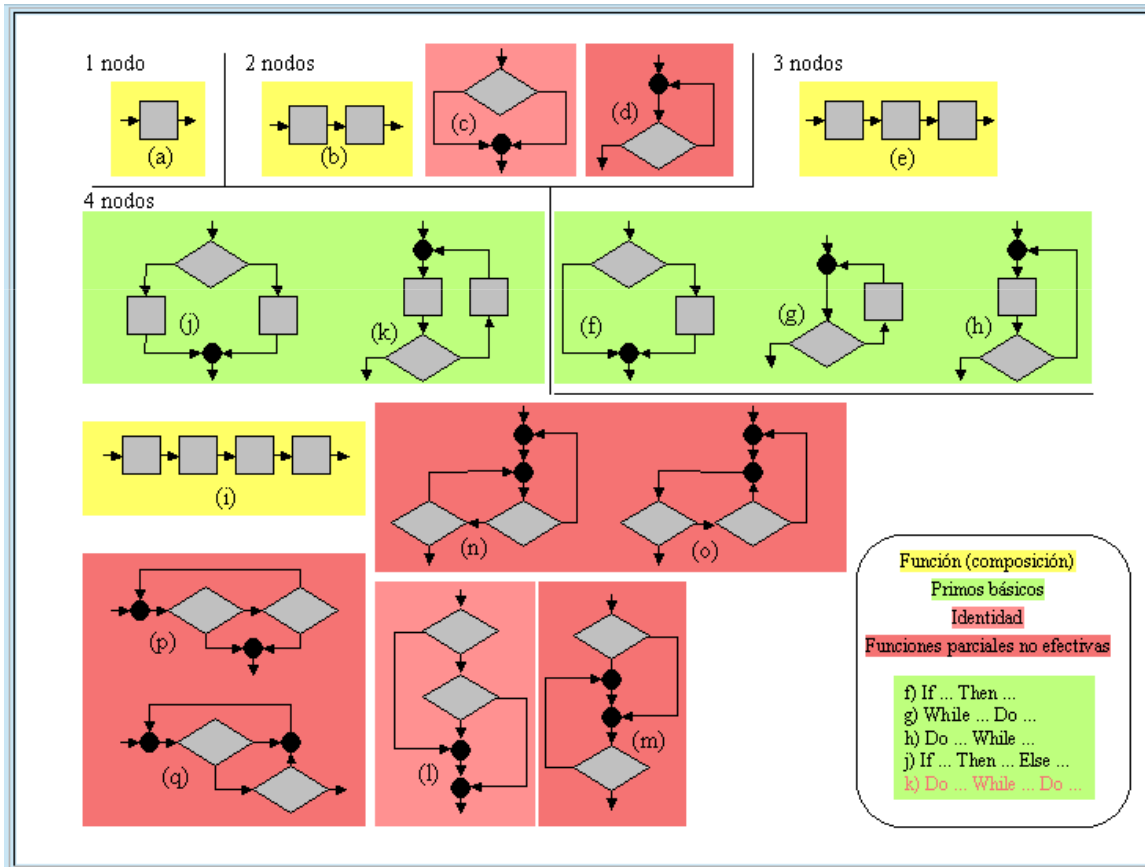 1 nodo
2 nodos
3 nodos
(a)
(b)
(c)
(d)
(e)
4 nodos
(j)
(k)
(f)
(g)
(h)
(i)
(n)
(o)
(p)
(q)
(l)
(m)
Función (composición)
Primos básicos
Identidad
Funciones parciales no efectivas
f) If ... Then ...
g) While ... Do ...
h) Do ... While ...
j) If ... Then ... Else ...
k) Do ... While ... Do ...